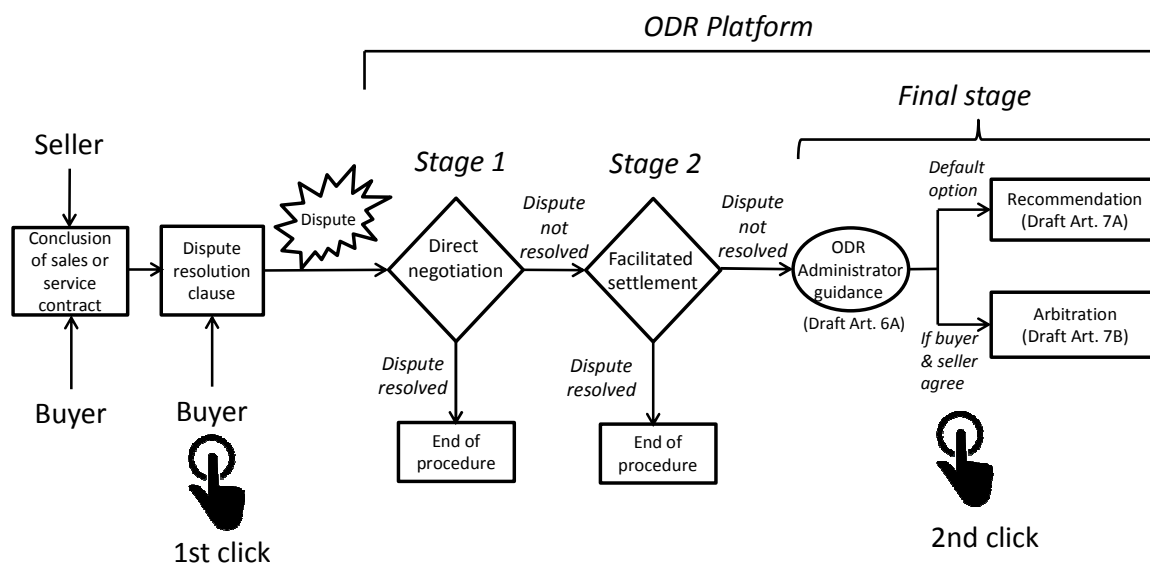 ODR Platform
Final stage
Seller
Stage 1
Stage 2
Default
option
Dispute
Dispute
not
resolved
Dispute
not
resolved
Recommendation
(Draft Art. 7A)
Conclusion
of sales or
service
contract
Dispute
resolution
clause
Direct
negotiation
Facilitated
settlement
ODR
Administrator
guidance
(Draft Art. 6A)
Arbitration
(Draft Art. 7B)
If buyer
& seller
agree
Dispute
resolved
Dispute
resolved
Buyer
Buyer
End of
procedure
End of
procedure
1st click
2nd click